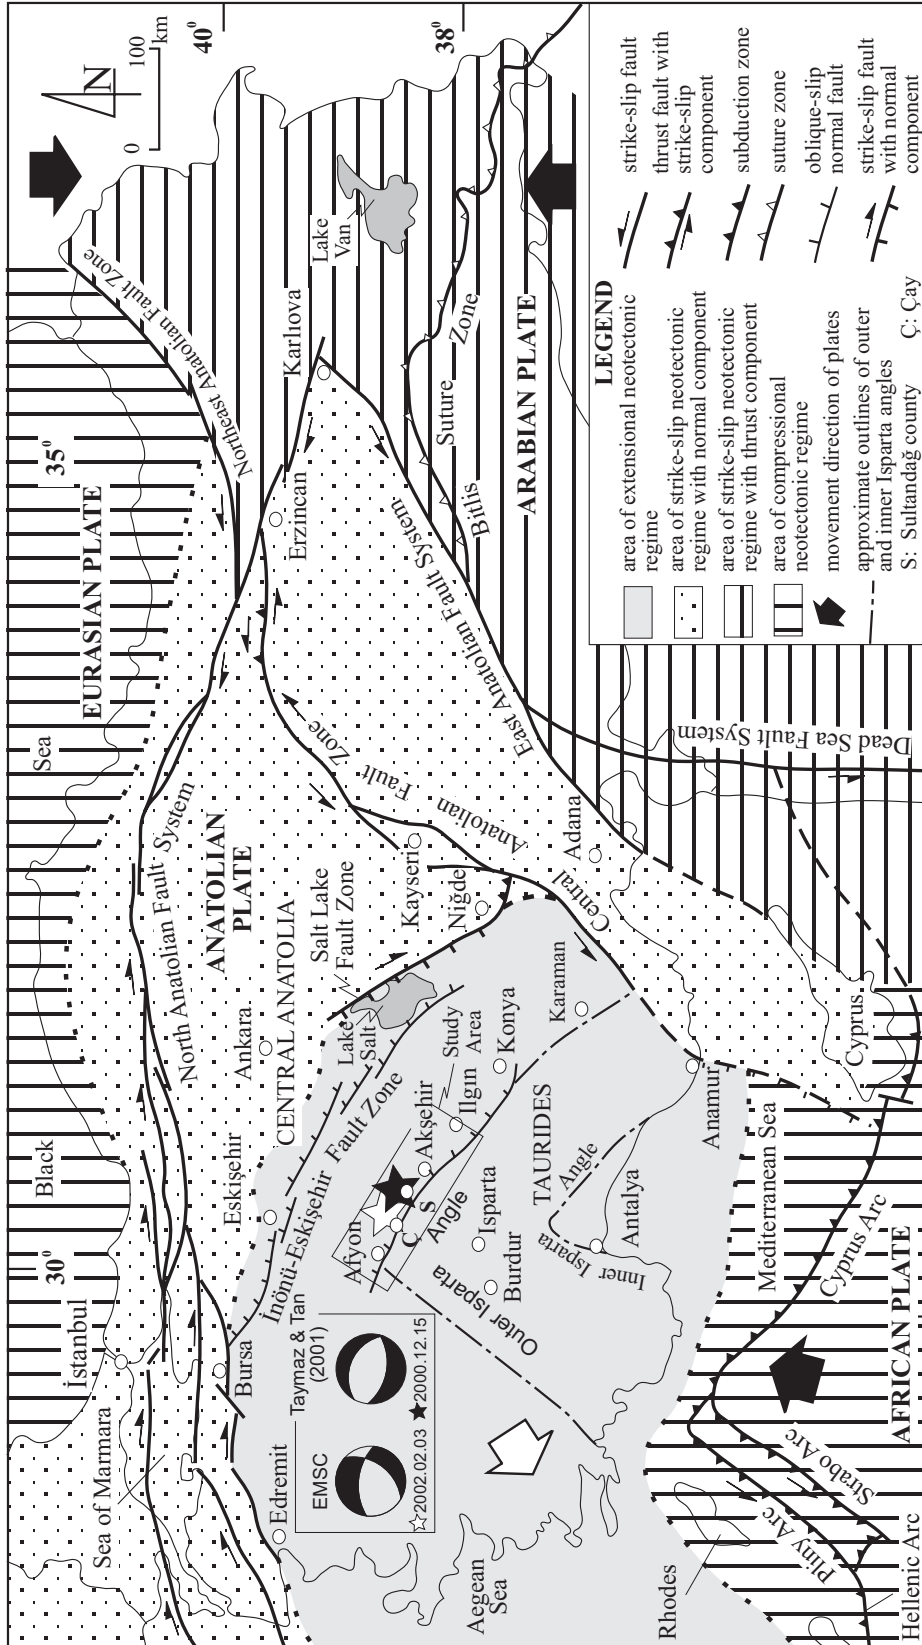 30⁰
35⁰
40⁰
38⁰
N
0
100
km
Black
Sea
EURASIAN PLATE
İstanbul
Sea of Marmara
North Anatolian Fault System
Northeast Anatolian Fault Zone
Bursa
Eskişehir
Ankara
ANATOLIAN
PLATE
CENTRAL ANATOLIA
Erzincan
Karlıova
Lake
Van
Edremit
EMSC
Taymaz & Tan
(2001)
2002.02.03
2000.12.15
İnönü-Eskişehir Fault Zone
Salt Lake
Fault Zone
Lake
Salt
Kayseri
Niğde
Central Anatolian Fault Zone
East Anatolian Fault System
Bitlis Suture Zone
ARABIAN PLATE
Afyon
Ç
S
Akşehir
Ilgın
Study
Area
Konya
Karaman
Adana
Outer Isparta Angle
Isparta
Burdur
TAURIDES
Inner Isparta Angle
Antalya
Anamur
Aegean
Sea
Rhodes
Mediterranean Sea
Cyprus
Cyprus Arc
Dead Sea Fault System
Pliny Arc
Strabo Arc
Hellenic Arc
AFRICAN PLATE
LEGEND
area of extensional neotectonic
regime
area of strike-slip neotectonic
regime with normal component
area of strike-slip neotectonic
regime with thrust component
area of compressional
neotectonic regime
movement direction of plates
approximate outlines of outer
and inner Isparta angles
S: Sultandağ county
Ç: Çay
strike-slip fault
thrust fault with
strike-slip
component
subduction zone
suture zone
oblique-slip
normal fault
strike-slip fault
with normal
component